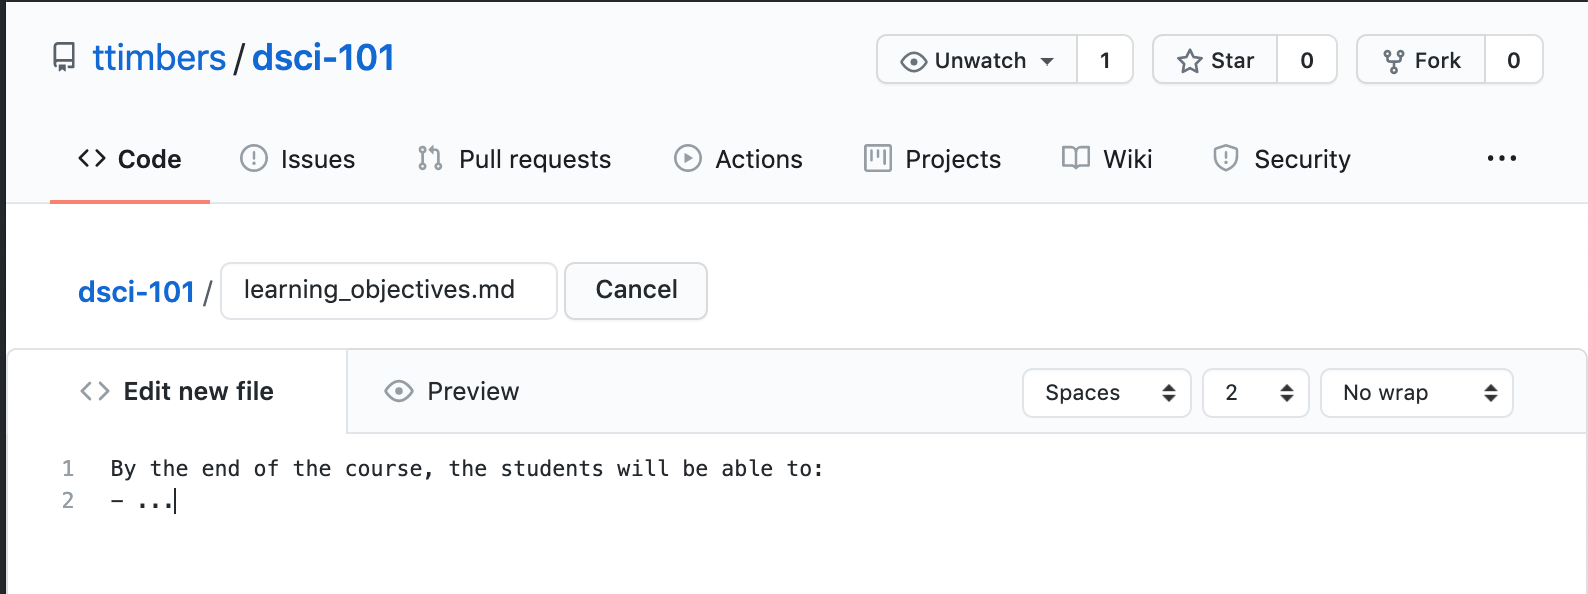 ttimbers / dsci-101
Unwatch 1 Star 0 Fork 0
Code Issues Pull requests Actions Projects Wiki Security ...
dsci-101 / learning_objectives.md Cancel
Edit new file Preview Spaces 2 No wrap
1 By the end of the course, the students will be able to:
2 - ...